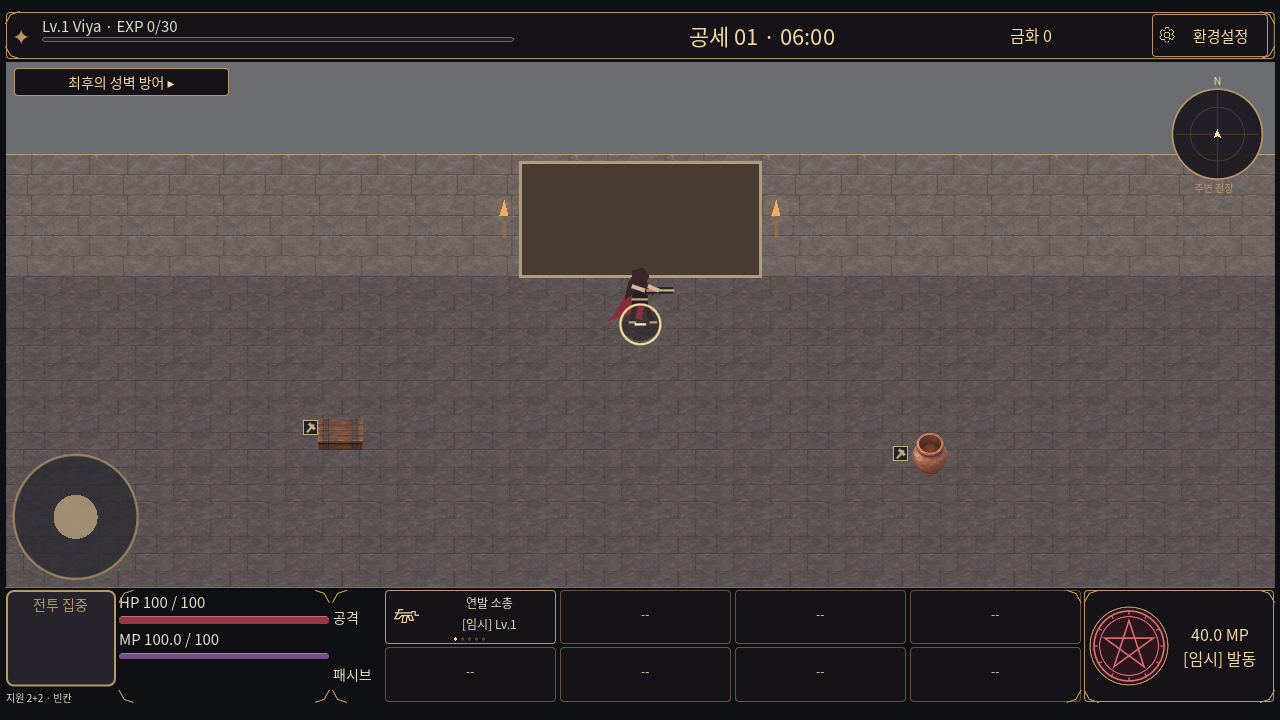 Lv.1 Viya · EXP 0/30
공세 01 · 06:00
금화 0
환경설정
최후의 성벽 방어 ▸
N
주변 전장
전투 집중
HP 100 / 100
MP 100.0 / 100
지원 2+2 · 빈칸
공격
패시브
연발 소총
[임시] Lv.1
--
--
--
--
--
--
--
40.0 MP
[임시] 발동